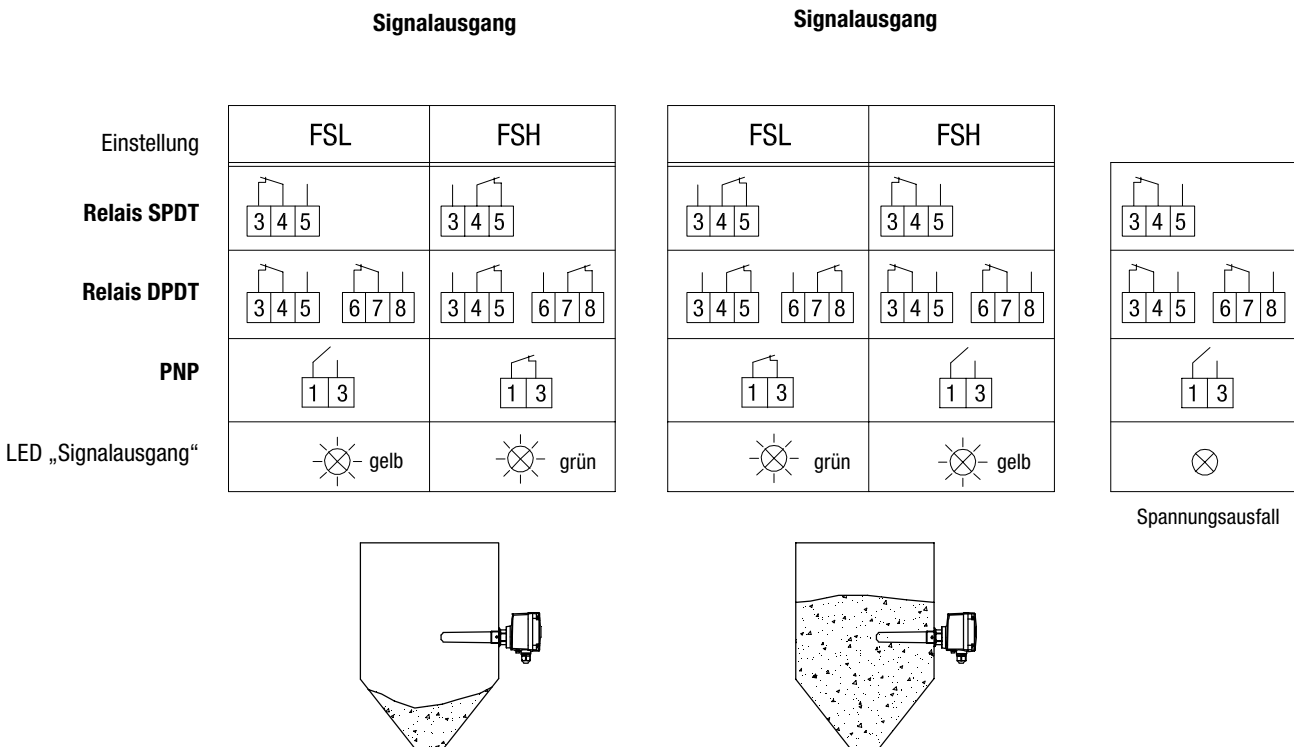 Signalausgang Signalausgang
Einstellung FSL FSH FSL FSH
Relais SPDT 3 4 5 3 4 5 3 4 5 3 4 5 3 4 5
Relais DPDT 3 4 5 6 7 8 3 4 5 6 7 8 3 4 5 6 7 8 3 4 5 6 7 8 3 4 5 6 7 8
PNP 1 3 1 3 1 3 1 3 1 3
LED „Signalausgang“ gelb grün grün gelb
Spannungsausfall